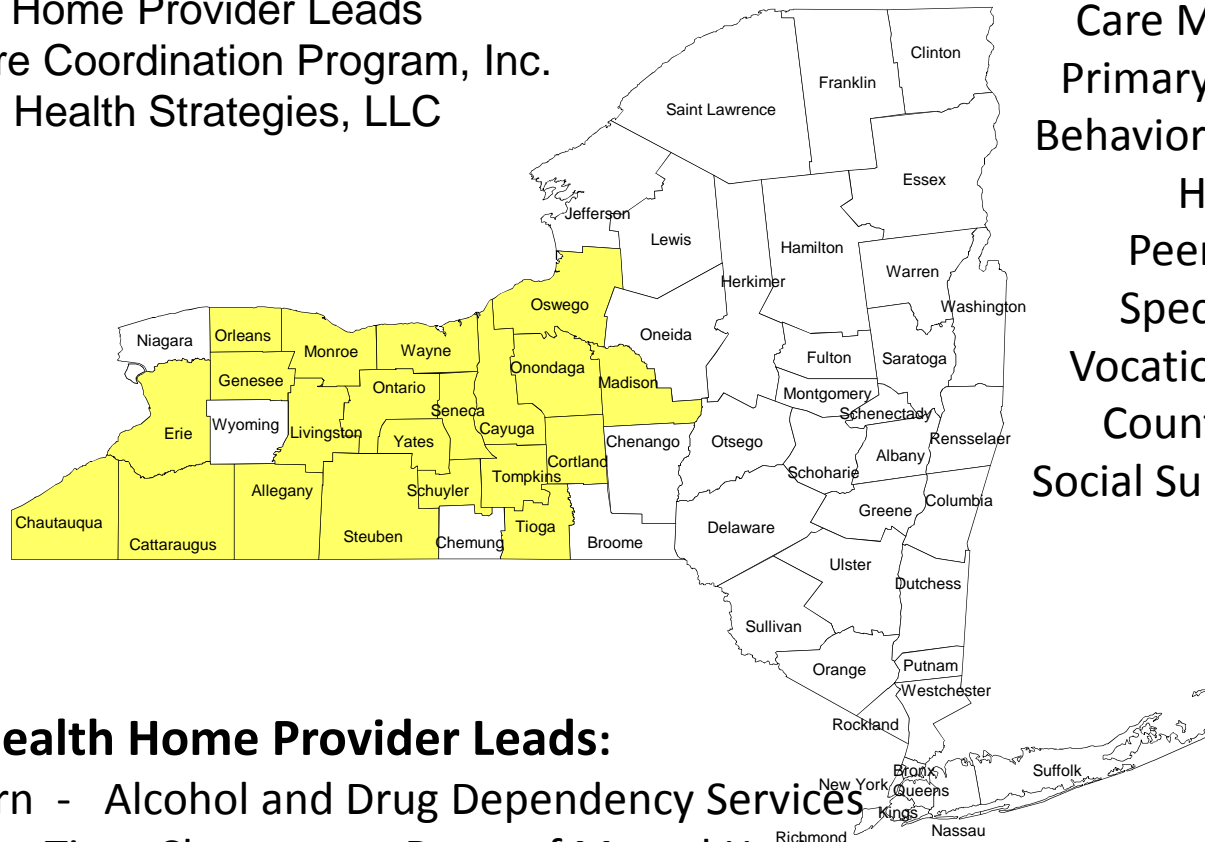 Home Provider Leads
re Coordination Program, Inc.
Health Strategies, LLC
Care M
Primary
Behavior
H
Peer
Spec
Vocatio
Count
Social Su
Clinton
Franklin
Saint Lawrence
Essex
Jefferson
Lewis
Hamilton
Herkimer
Warren
Washington
Oswego
Oneida
Niagara
Orleans
Monroe
Wayne
Onondaga
Fulton
Saratoga
Genesee
Ontario
Madison
Montgomery
Seneca
Schenectady
Erie
Wyoming
Livingston
Yates
Cayuga
Chenango
Otsego
Rensselaer
Albany
Cortland
Schoharie
Tompkins
Allegany
Schuyler
Columbia
Greene
Chautauqua
Cattaraugus
Steuben
Chemung
Tioga
Broome
Delaware
Ulster
Dutchess
Sullivan
Orange
Putnam
Westchester
Rockland
Bronx
New York
Queens
Suffolk
Kings
Nassau
Richmond
ealth Home Provider Leads:
rn - Alcohol and Drug Dependency Services